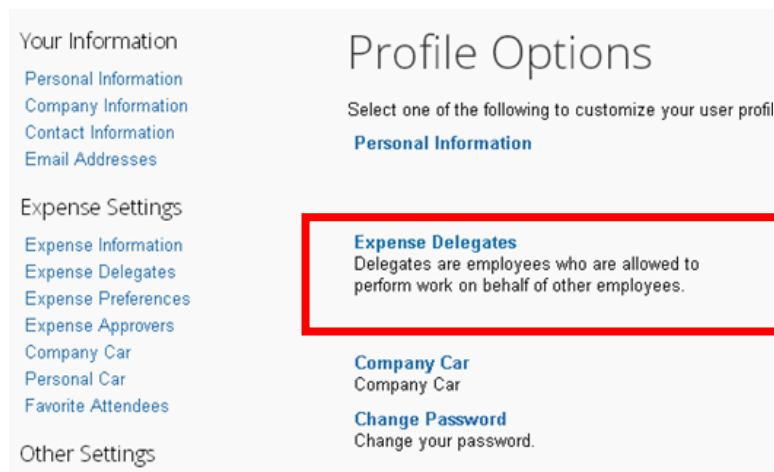 Your Information
Personal Information
Company Information
Contact Information
Email Addresses
Expense Settings
Expense Information
Expense Delegates
Expense Preferences
Expense Approvers
Company Car
Personal Car
Favorite Attendees
Other Settings
Profile Options
Select one of the following to customize your user profil
Personal Information
Expense Delegates
Delegates are employees who are allowed to
perform work on behalf of other employees.
Company Car
Company Car
Change Password
Change your password.